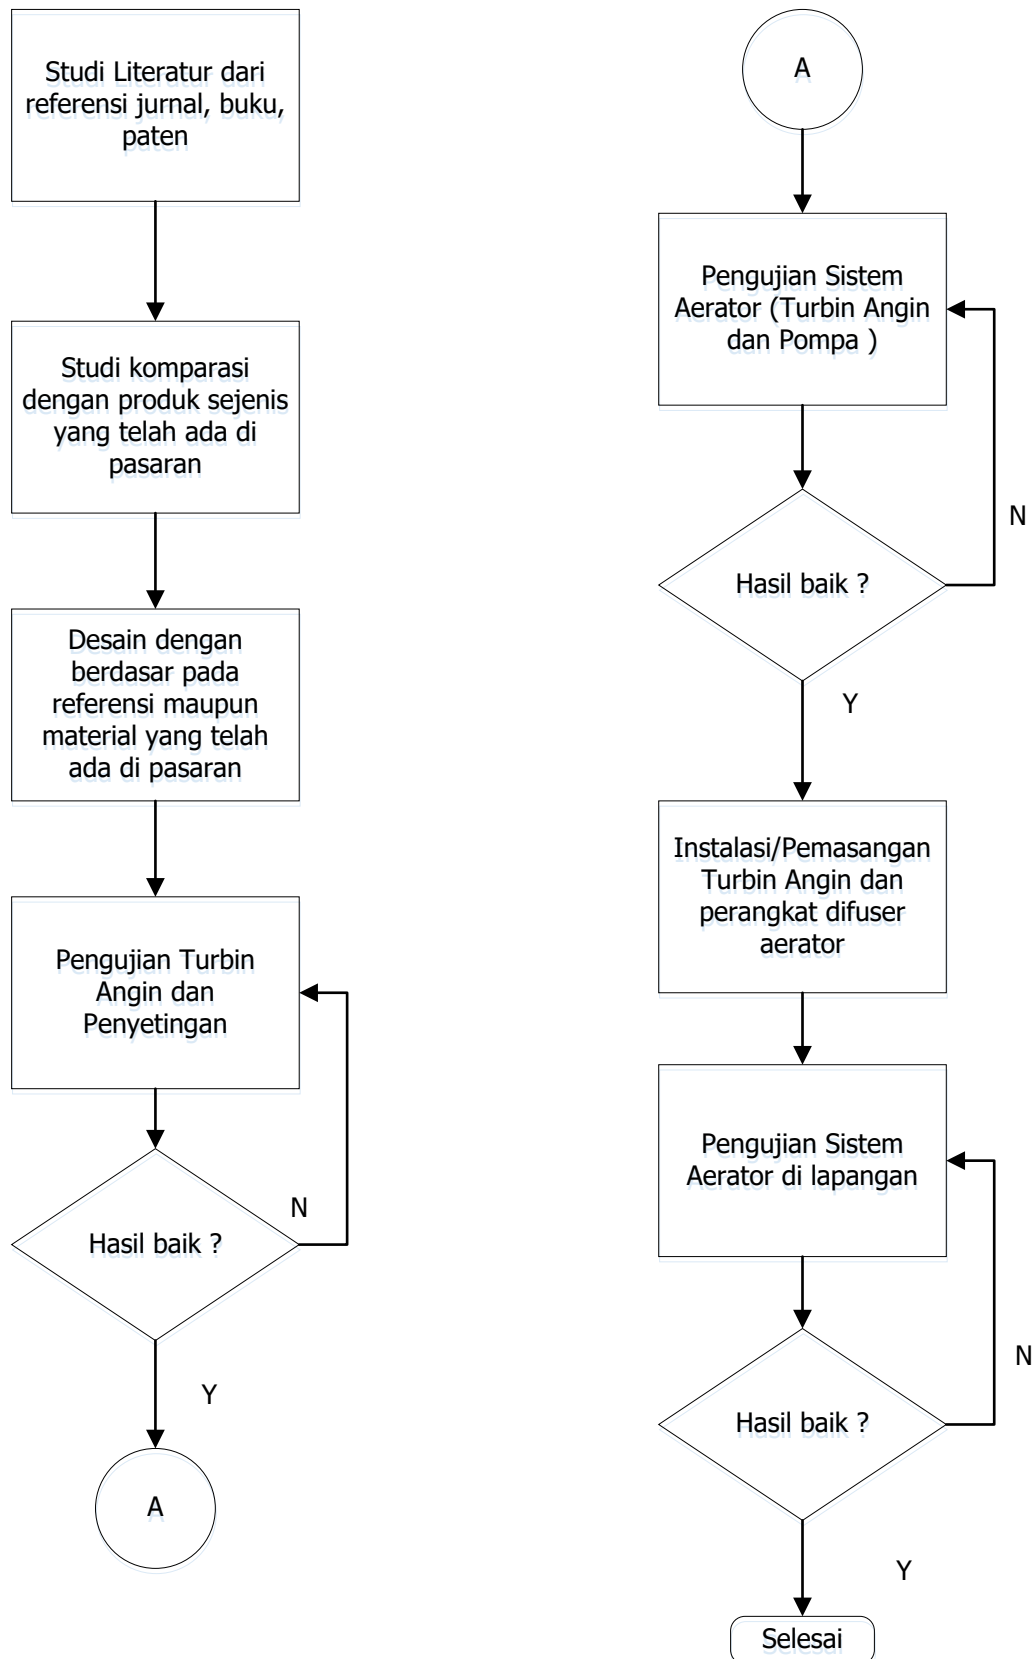 Studi Literatur dari
referensi jurnal, buku,
paten
Studi komparasi
dengan produk sejenis
yang telah ada di
pasaran
Desain dengan
berdasar pada
referensi maupun
material yang telah
ada di pasaran
Pengujian Turbin
Angin dan
Penyetingan
N
Hasil baik ?
Y
A
A
Pengujian Sistem
Aerator (Turbin Angin
dan Pompa )
N
Hasil baik ?
Y
Instalasi/Pemasangan
Turbin Angin dan
perangkat difuser
aerator
Pengujian Sistem
Aerator di lapangan
N
Hasil baik ?
Y
Selesai